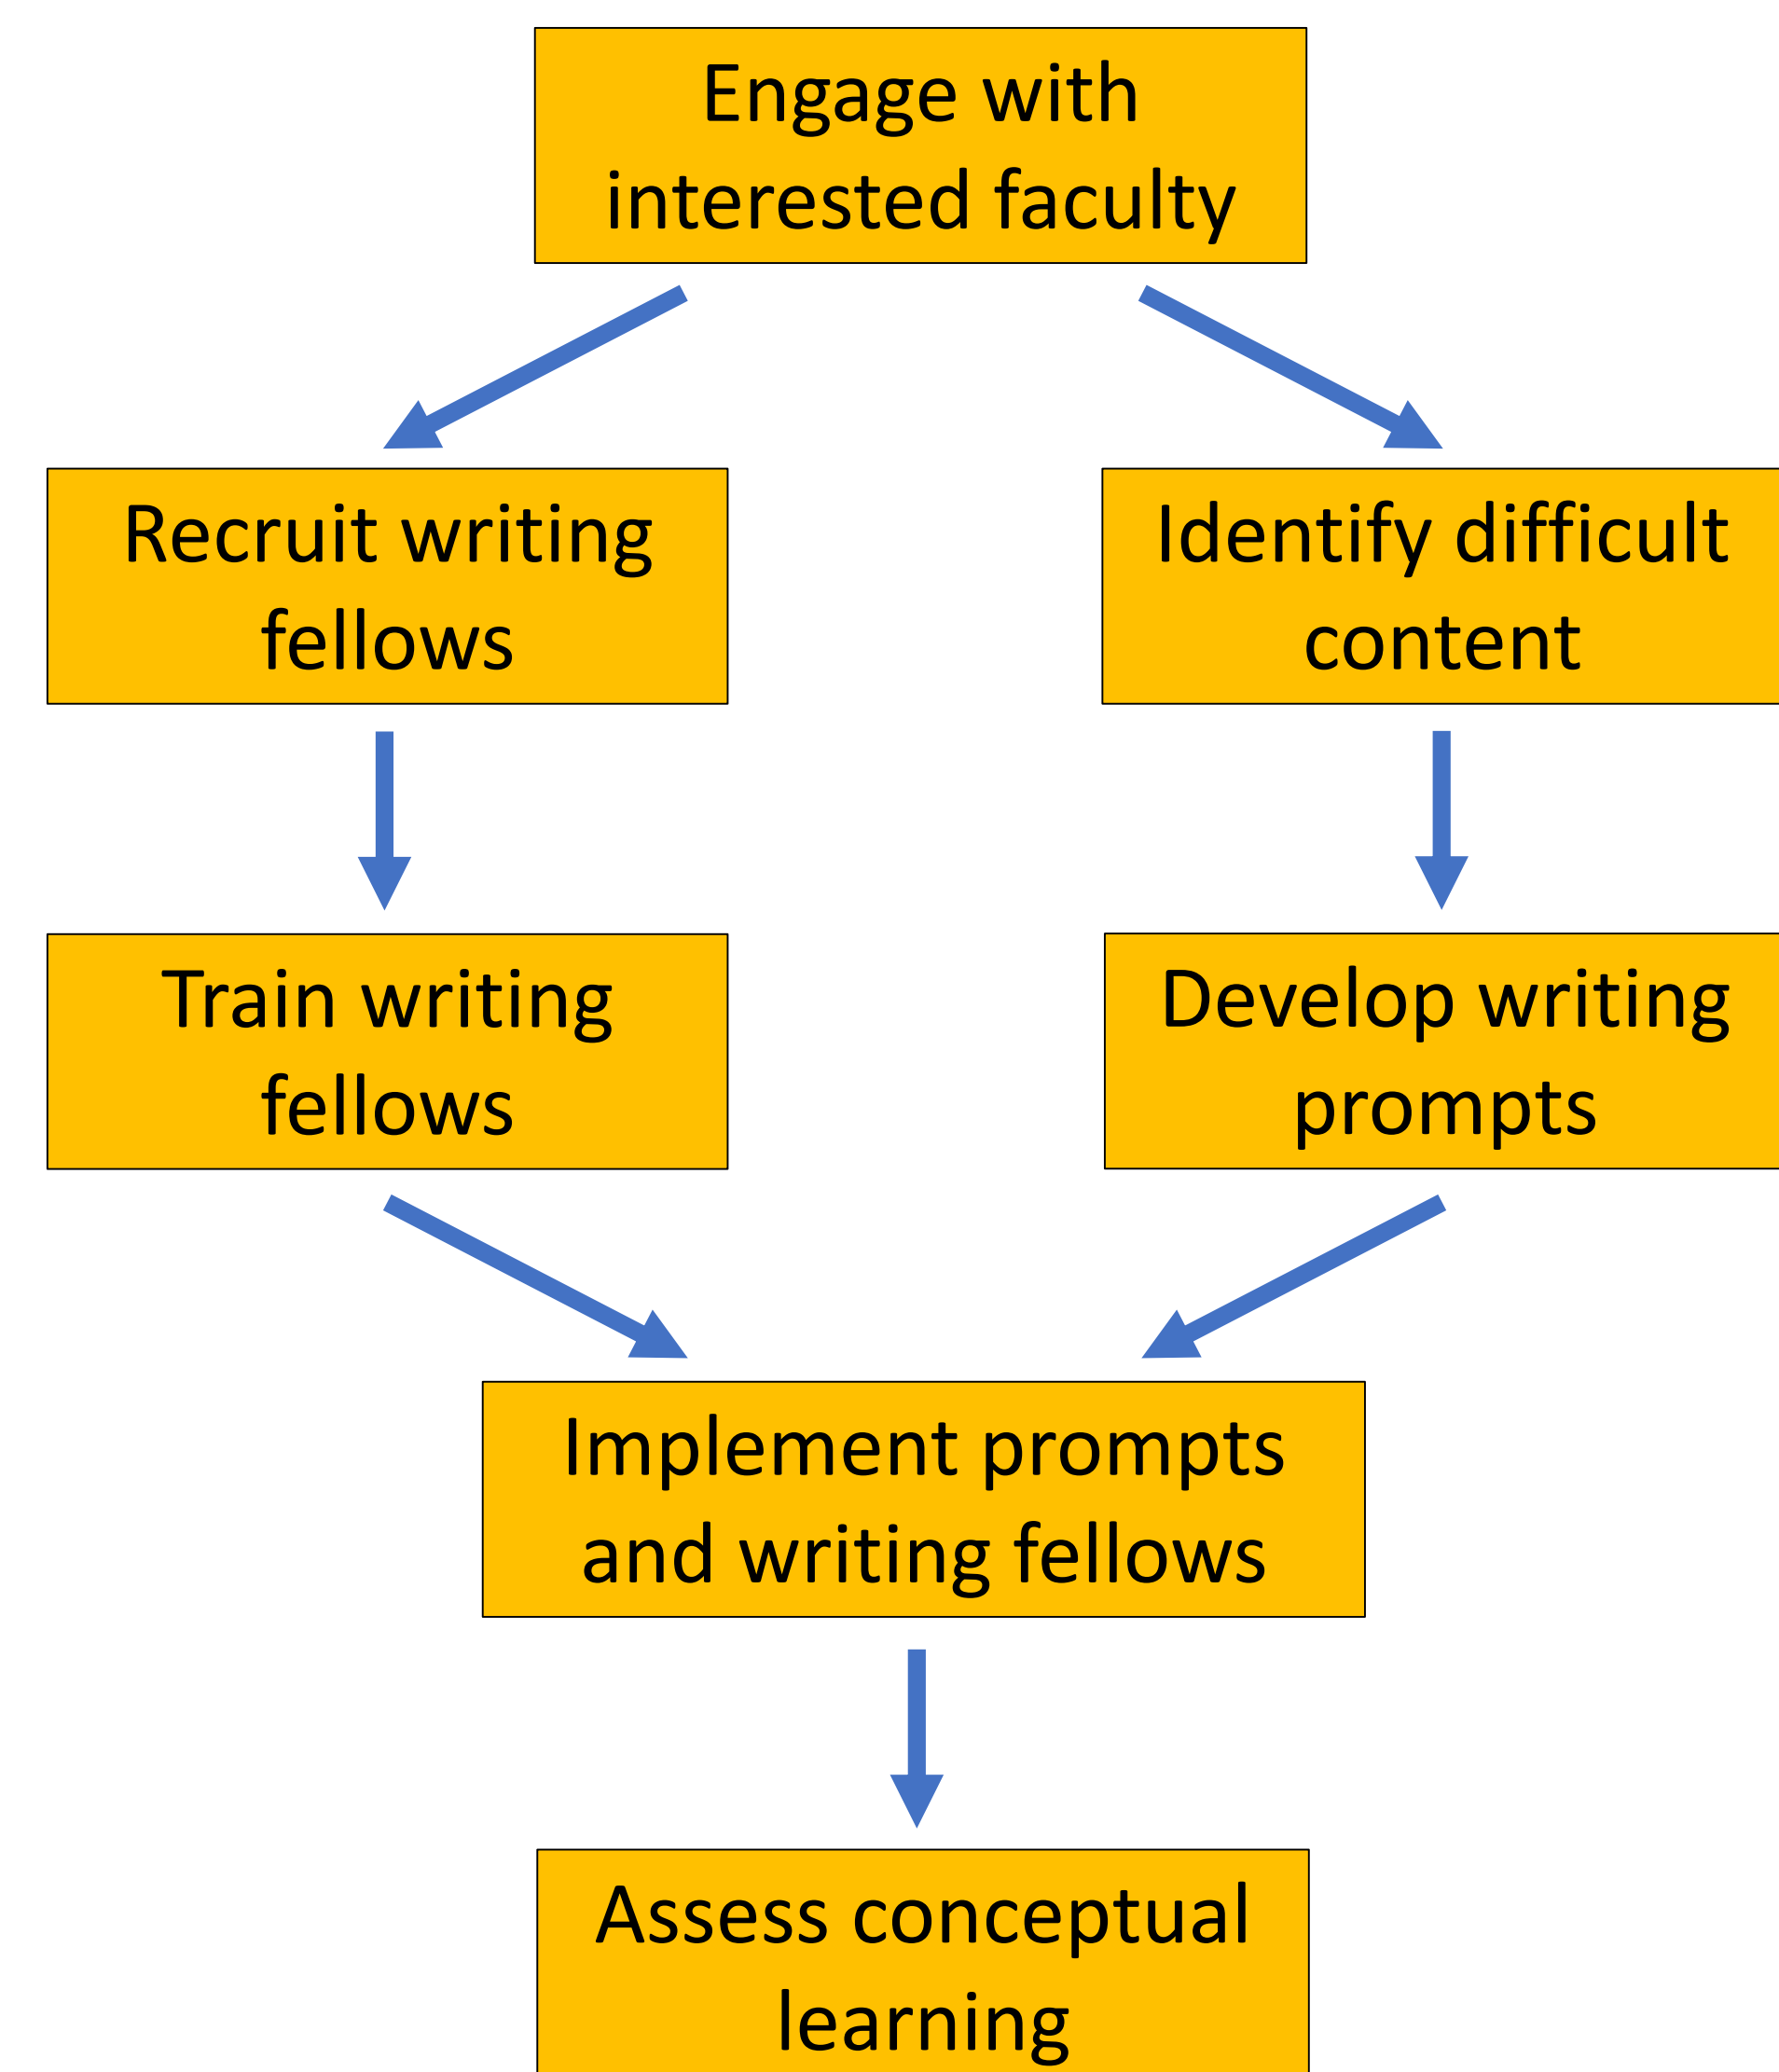 Engage with
interested faculty
Recruit writing
fellows
Identify difficult
content
Train writing
fellows
Develop writing
prompts
Implement prompts
and writing fellows
Assess conceptual
learning